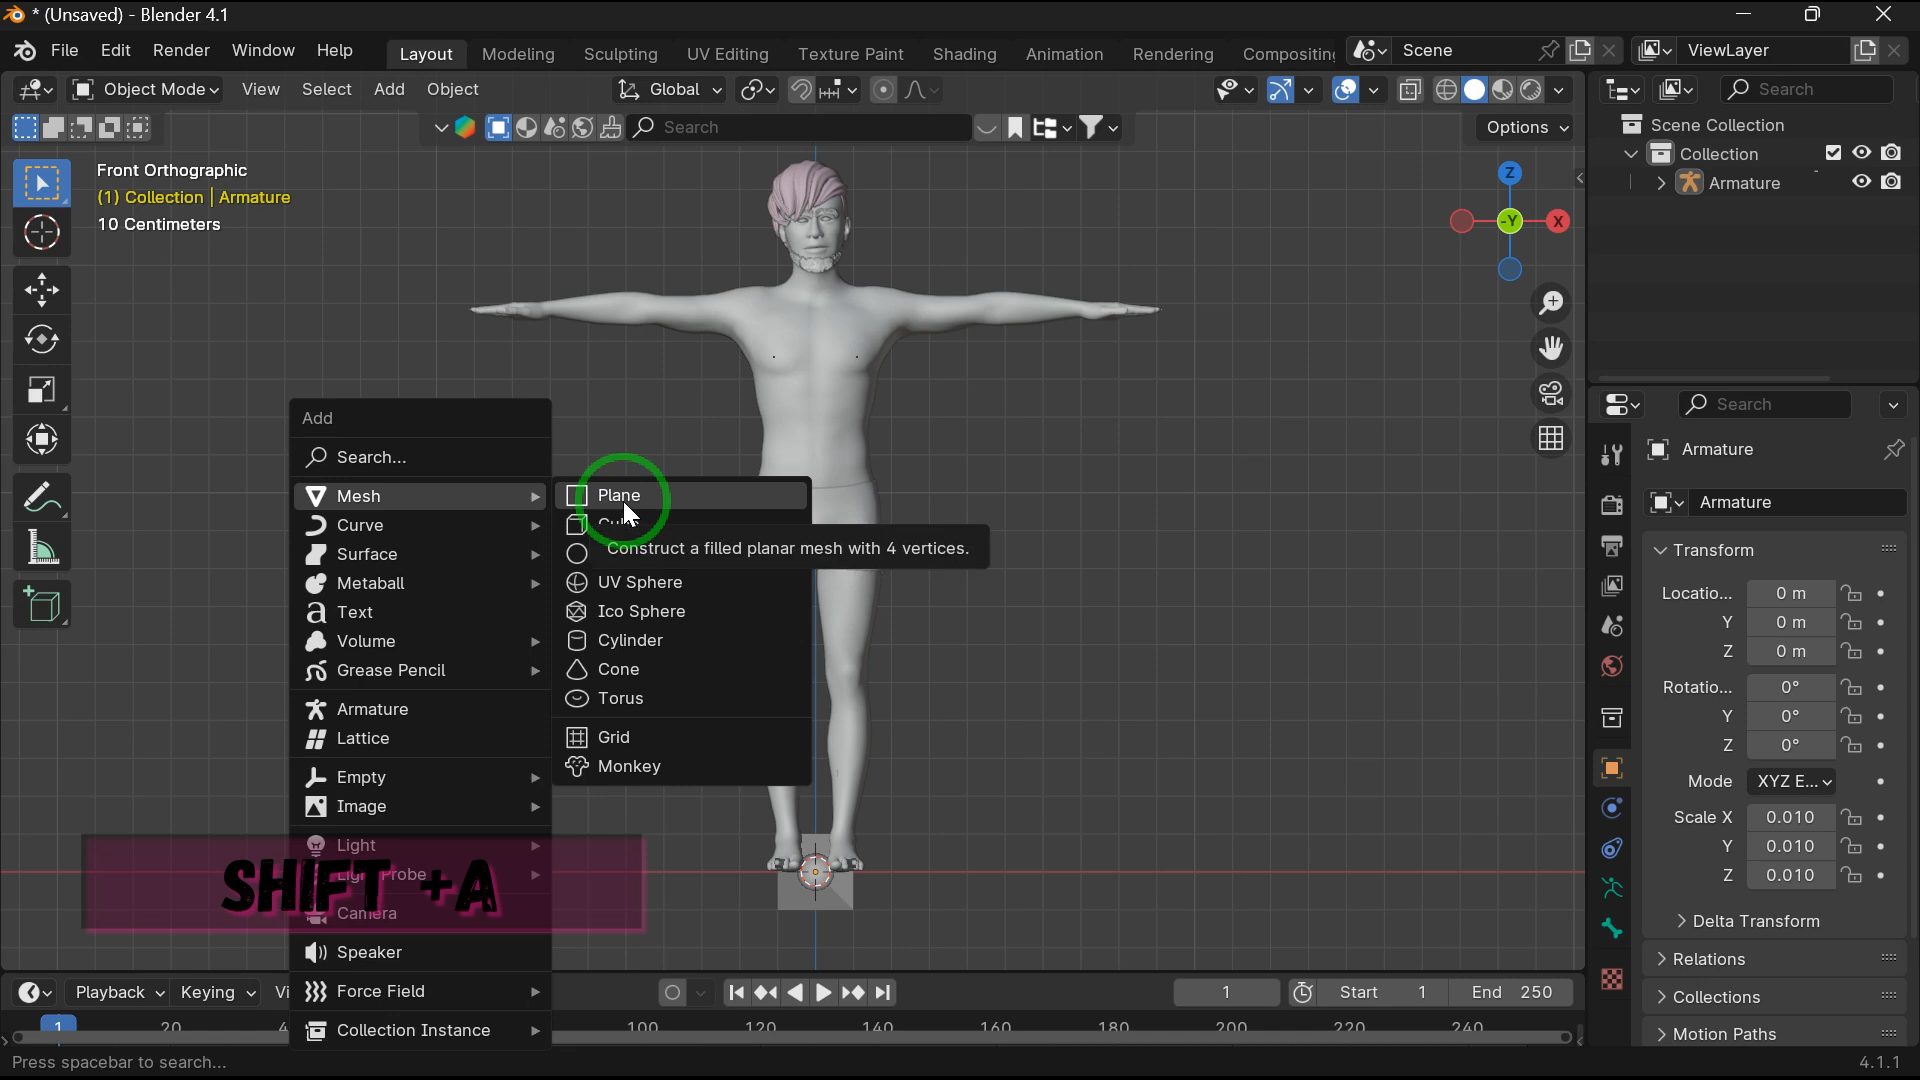 * (Unsaved) - Blender 4.1
File Edit Render Window Help Layout Modeling Sculpting UV Editing Texture Paint Shading Animation Rendering Compositing Scene ViewLayer
Object Mode View Select Add Object Global Search
Search Options
Front Orthographic
(1) Collection | Armature
10 Centimeters
Z
-Y X
Scene Collection
Collection
Armature
Search
Armature
Armature
Transform
Locatio... 0 m
Y 0 m
Z 0 m
Rotatio... 0°
Y 0°
Z 0°
Mode XYZ E...
Scale X 0.010
Y 0.010
Z 0.010
Delta Transform
Relations
Collections
Motion Paths
Add
Search...
Mesh
Curve
Surface
Metaball
Text
Volume
Grease Pencil
Armature
Lattice
Empty
Image
Light
Camera
Speaker
Force Field
Collection Instance
Plane
Construct a filled planar mesh with 4 vertices.
UV Sphere
Ico Sphere
Cylinder
Cone
Torus
Grid
Monkey
SHIFT +A
Playback Keying 1 Start 1 End 250
1 20 100 120 140 160 180 200 220 240
Press spacebar to search...
4.1.1